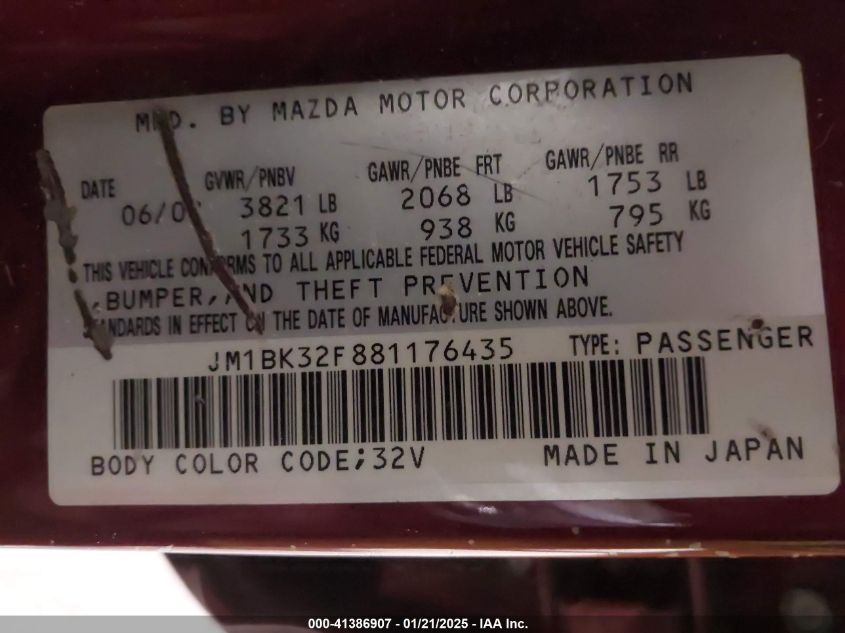 MFD. BY MAZDA MOTOR CORPORATION
DATE GVWR/PNBV GAWR/PNBE FRT GAWR/PNBE RR
3821 LB 2068 LB 1753 LB
1733 KG 938 KG 795 KG
THIS VEHICLE CONFORMS TO ALL APPLICABLE FEDERAL MOTOR VEHICLE SAFETY
,BUMPER,AND THEFT PREVENTION
STANDARDS IN EFFECT ON THE DATE OF MANUFACTURE SHOWN ABOVE.
JM1BK32F881176435 TYPE: PASSENGER
BODY COLOR CODE;32V MADE IN JAPAN
000-41386907 - 01/21/2025 - IAA Inc.